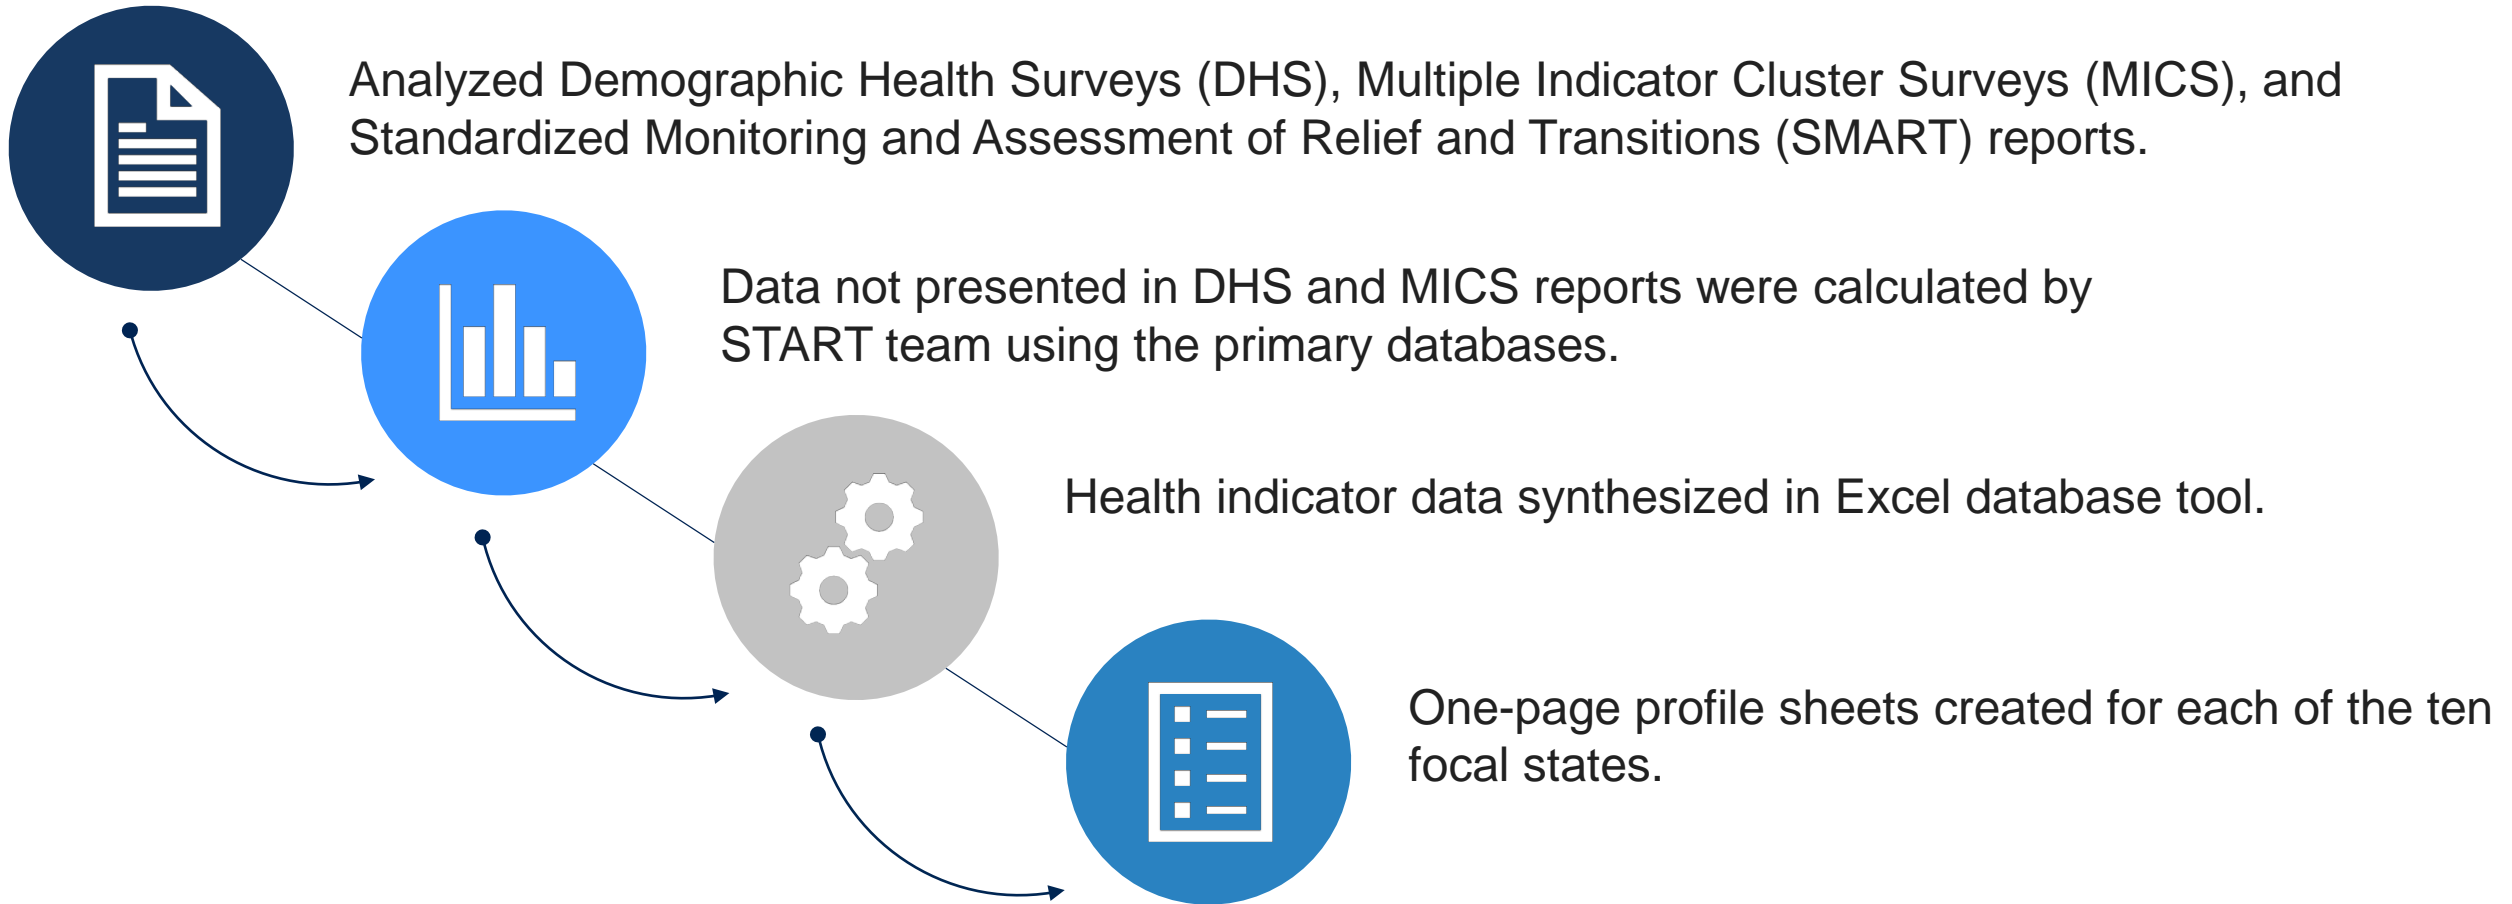 Analyzed Demographic Health Surveys (DHS), Multiple Indicator Cluster Surveys (MICS), and
Standardized Monitoring and Assessment of Relief and Transitions (SMART) reports.
Data not presented in DHS and MICS reports were calculated by
START team using the primary databases.
Health indicator data synthesized in Excel database tool.
One-page profile sheets created for each of the ten
focal states.